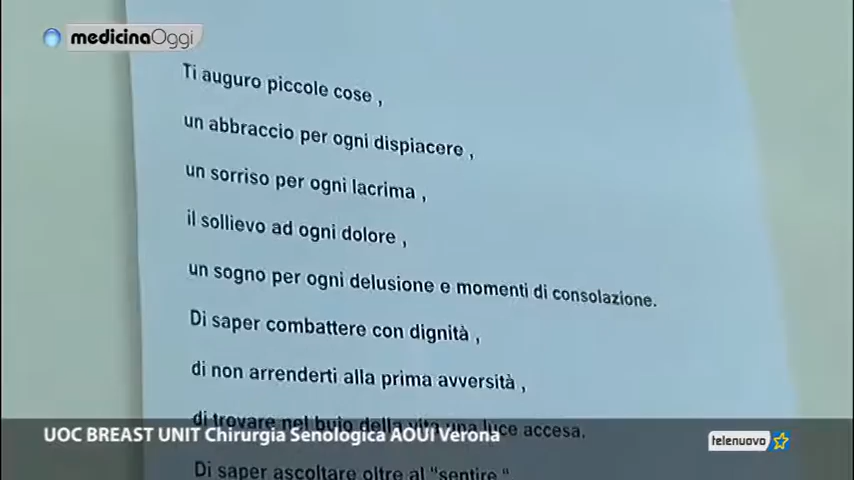 medicinaOggi
Ti auguro piccole cose ,
un abbraccio per ogni dispiacere ,
un sorriso per ogni lacrima ,
il sollievo ad ogni dolore ,
un sogno per ogni delusione e momenti di consolazione.
Di saper combattere con dignità ,
di non arrenderti alla prima avversità ,
di trovare nel buio della vita una luce accesa.
UOC BREAST UNIT Chirurgia Senologica AOUI Verona
telenuovo
Di saper ascoltare oltre al "sentire "